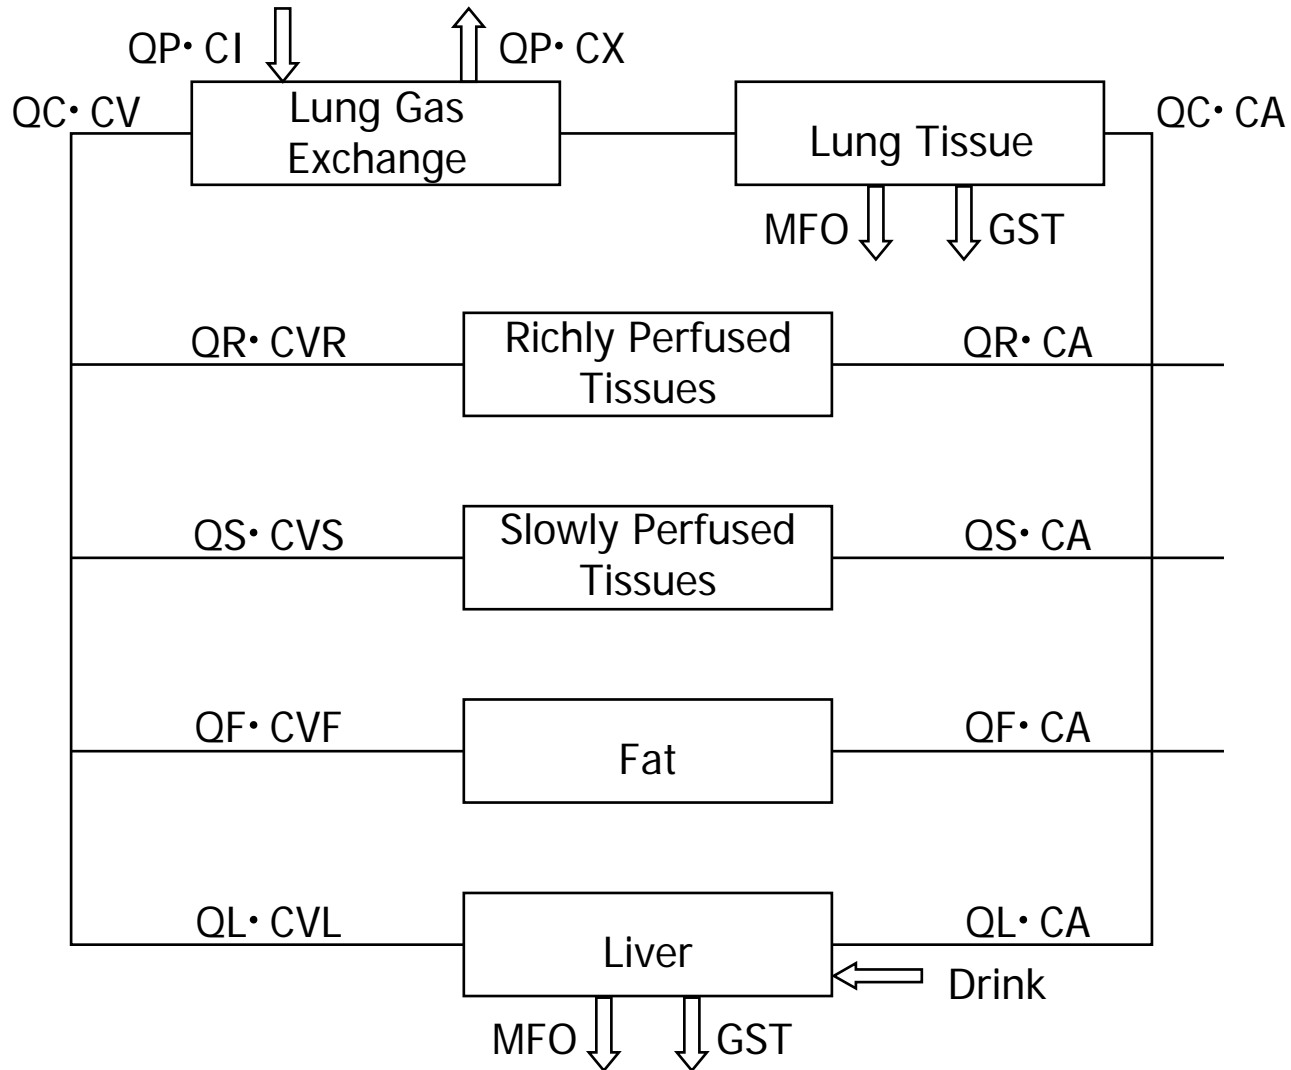 QP• CI
QP• CX
QC• CV
Lung Gas
Exchange
Lung Tissue
QC• CA
MFO
GST
QR• CVR
Richly Perfused
Tissues
QR• CA
QS• CVS
Slowly Perfused
Tissues
QS• CA
QF• CVF
Fat
QF• CA
QL• CVL
Liver
QL• CA
Drink
MFO
GST